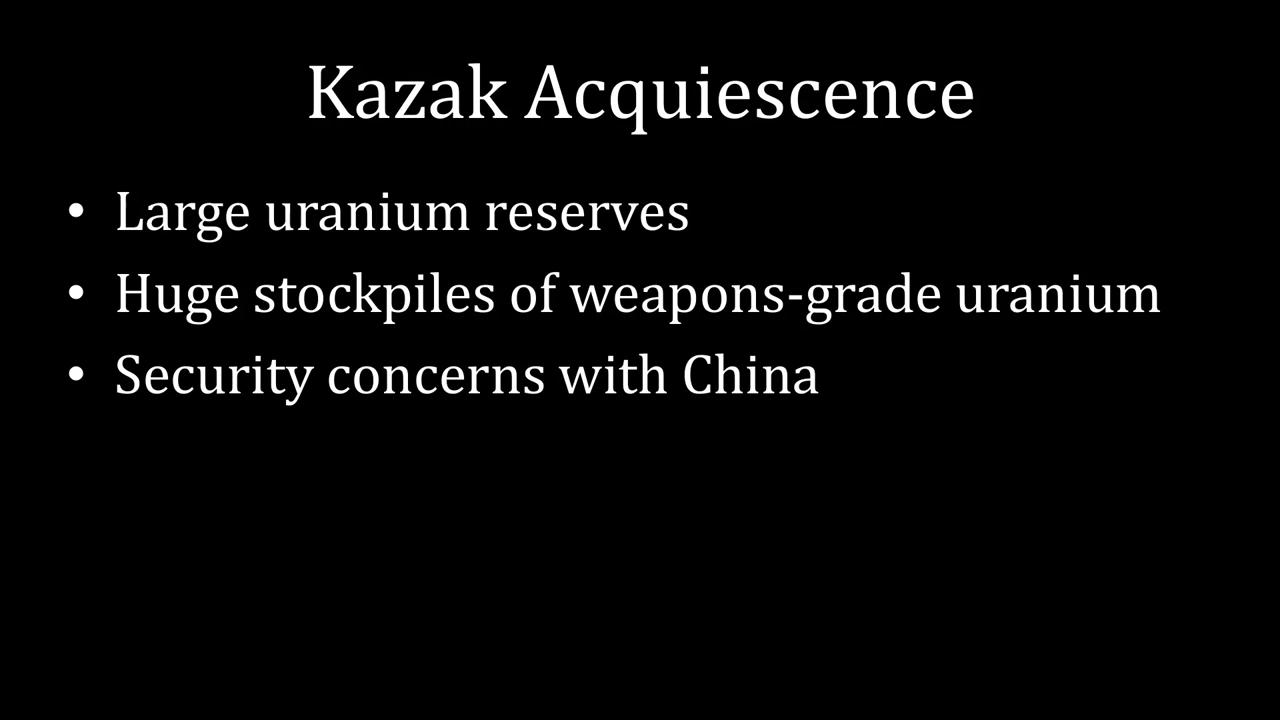 Kazak Acquiescence
• Large uranium reserves
• Huge stockpiles of weapons-grade uranium
• Security concerns with China